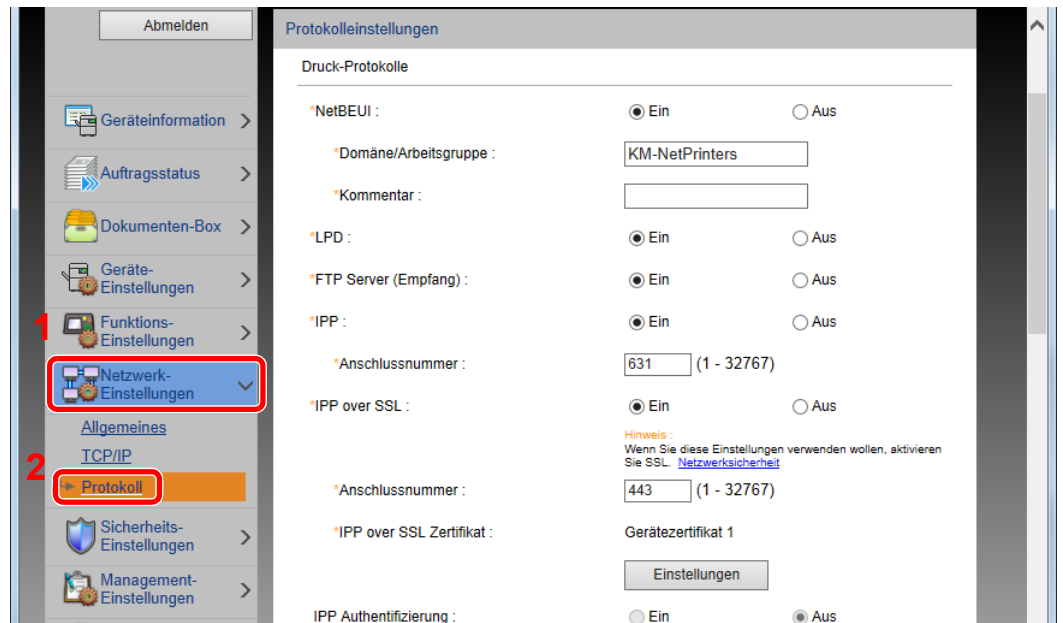 Abmelden
Geräteinformation
Auftragsstatus
Dokumenten-Box
Geräte-
Einstellungen
1
Funktions-
Einstellungen
Netzwerk-
Einstellungen
Allgemeines
TCP/IP
2
Protokoll
Sicherheits-
Einstellungen
Management-
Einstellungen
Protokolleinstellungen
Druck-Protokolle
*NetBEUI : Ein Aus
*Domäne/Arbeitsgruppe : KM-NetPrinters
*Kommentar :
*LPD : Ein Aus
*FTP Server (Empfang) : Ein Aus
*IPP : Ein Aus
*Anschlussnummer : 631 (1 - 32767)
*IPP over SSL : Ein Aus
Hinweis :
Wenn Sie diese Einstellungen verwenden wollen, aktivieren
Sie SSL. Netzwerksicherheit
*Anschlussnummer : 443 (1 - 32767)
*IPP over SSL Zertifikat : Gerätezertifikat 1
Einstellungen
IPP Authentifizierung : Ein Aus